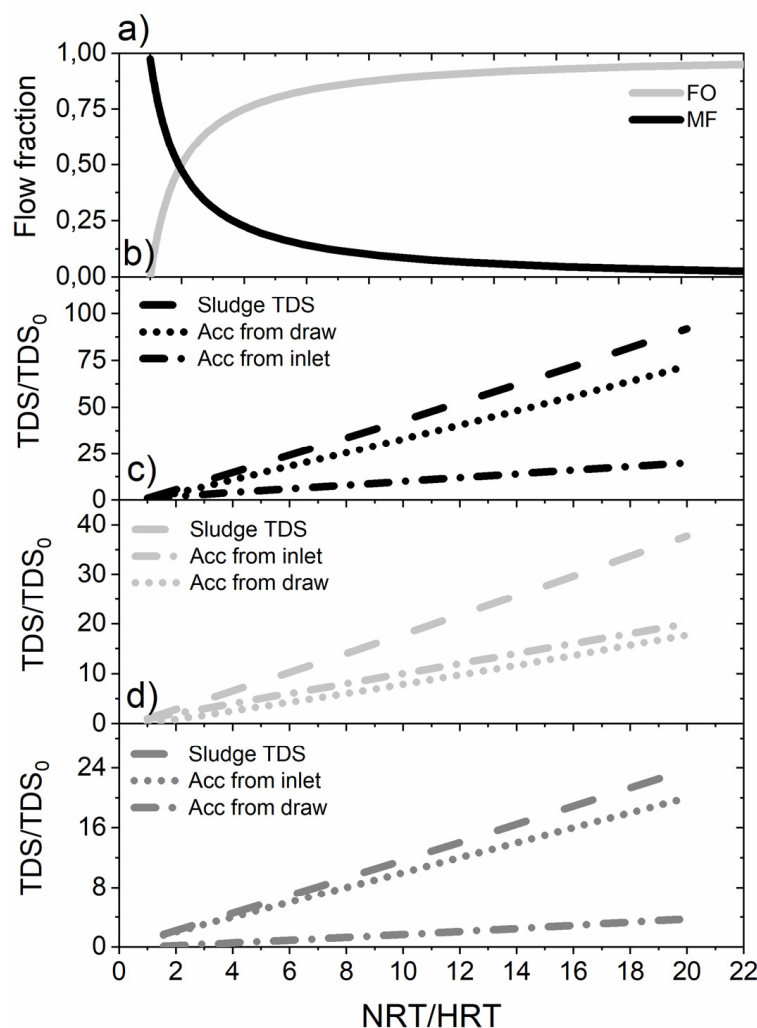 a)
1,00
0,75
0,50
0,25
0,00
Flow fraction
FO
MF
b)
100
75
50
25
0
TDS/TDS₀
Sludge TDS
Acc from draw
Acc from inlet
c)
40
30
20
10
0
TDS/TDS₀
Sludge TDS
Acc from inlet
Acc from draw
d)
24
16
8
0
TDS/TDS₀
Sludge TDS
Acc from inlet
Acc from draw
0 2 4 6 8 10 12 14 16 18 20 22
NRT/HRT